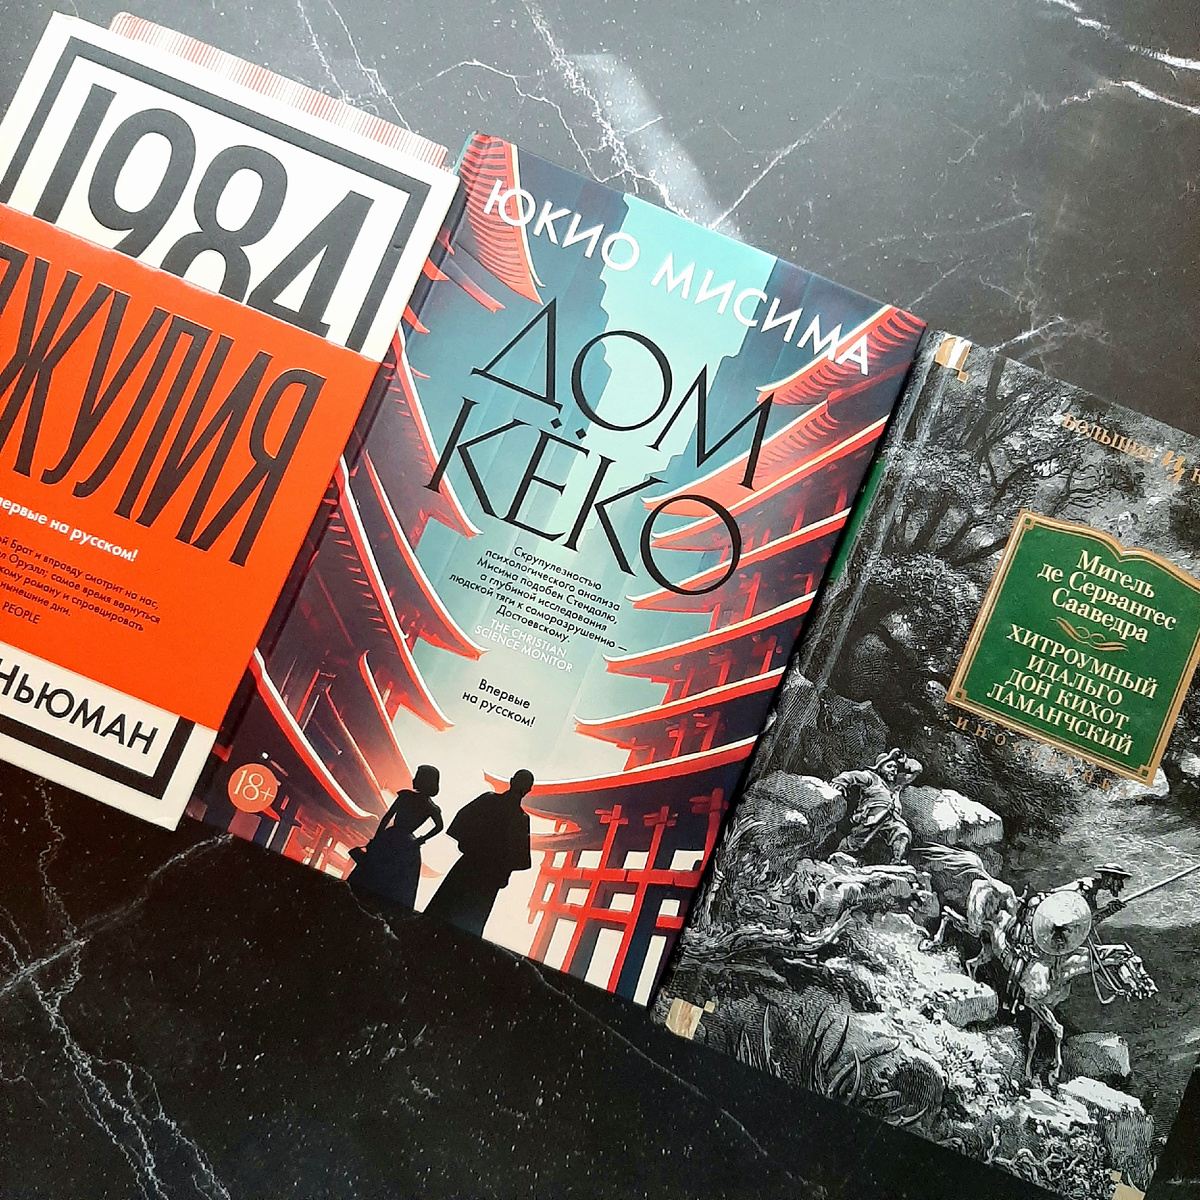 1984
ДЖУЛИЯ
впервые на русском!
Брат и вправду смотрит на нас,
Оруэлл; самое время вернуться
роману и спровоцировать
нынешние дни.
PEOPLE
НЬЮМАН
ЮКИО МИСИМА
ДОМ
КЁКО
Скрупулезностью
психологического анализа
Мисима подобен Стендалю,
а глубиной исследования
людской тяги к саморазрушению —
Достоевскому.
THE CHRISTIAN
SCIENCE MONITOR
Впервые
на русском!
18+
Мигель
де Сервантес
Сааведра
ХИТРОУМНЫЙ
ИДАЛЬГО
ДОН КИХОТ
ЛАМАНЧСКИЙ